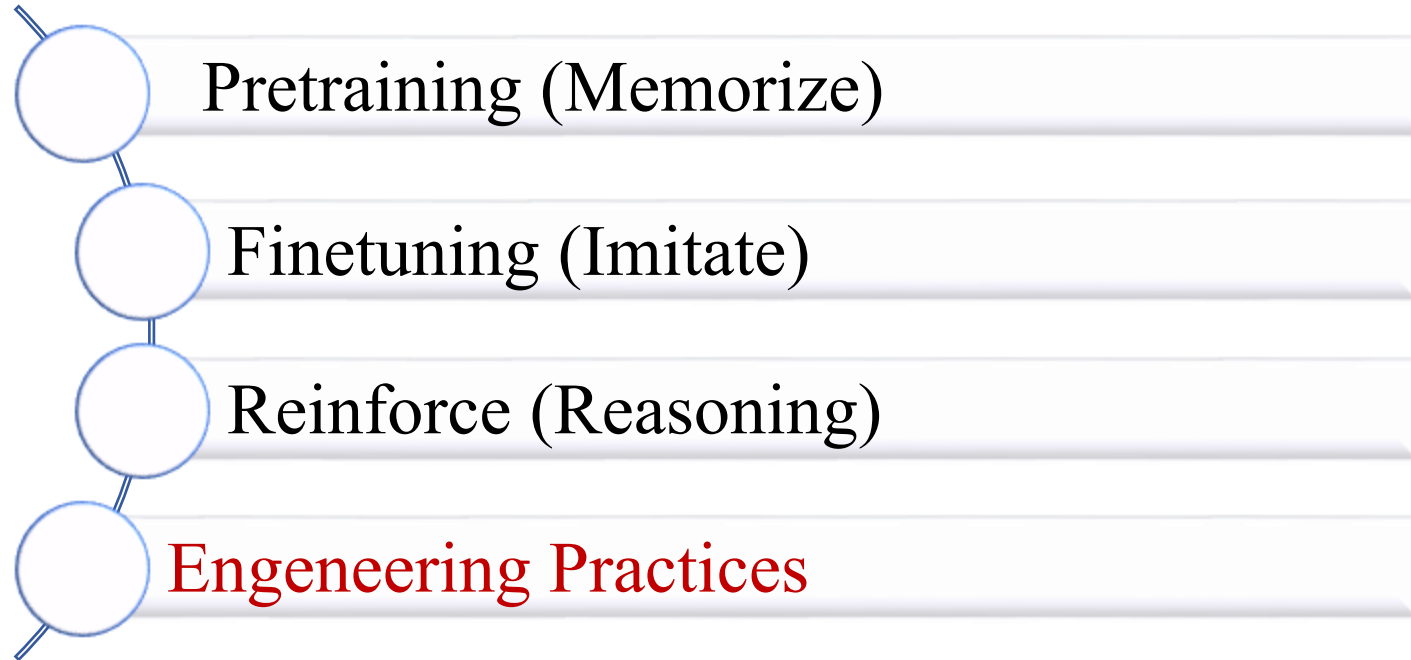 Pretraining (Memorize)
Finetuning (Imitate)
Reinforce (Reasoning)
Engeneering Practices